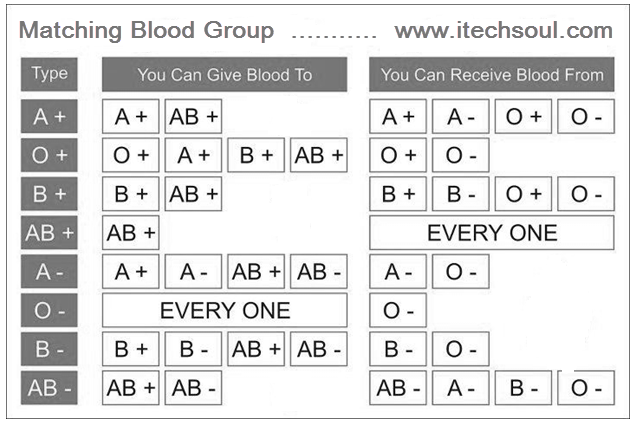 Matching Blood Group ........... www.itechsoul.com
Type You Can Give Blood To You Can Receive Blood From
A + A + AB + A + A - O + O -
O + O + A + B + AB + O + O -
B + B + AB + B + B - O + O -
AB + AB + EVERY ONE
A - A + A - AB + AB - A - O -
O - EVERY ONE O -
B - B + B - AB + AB - B - O -
AB - AB + AB - AB - A - B - O -